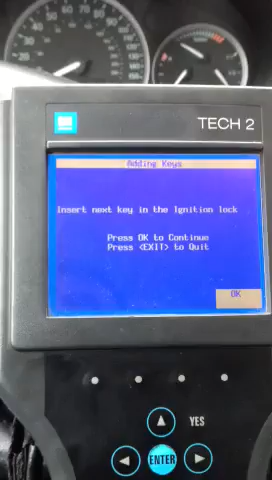 TECH 2
Adding Keys
Insert next key in the Ignition lock
Press OK to Continue
Press <EXIT> to Quit
OK
YES
ENTER